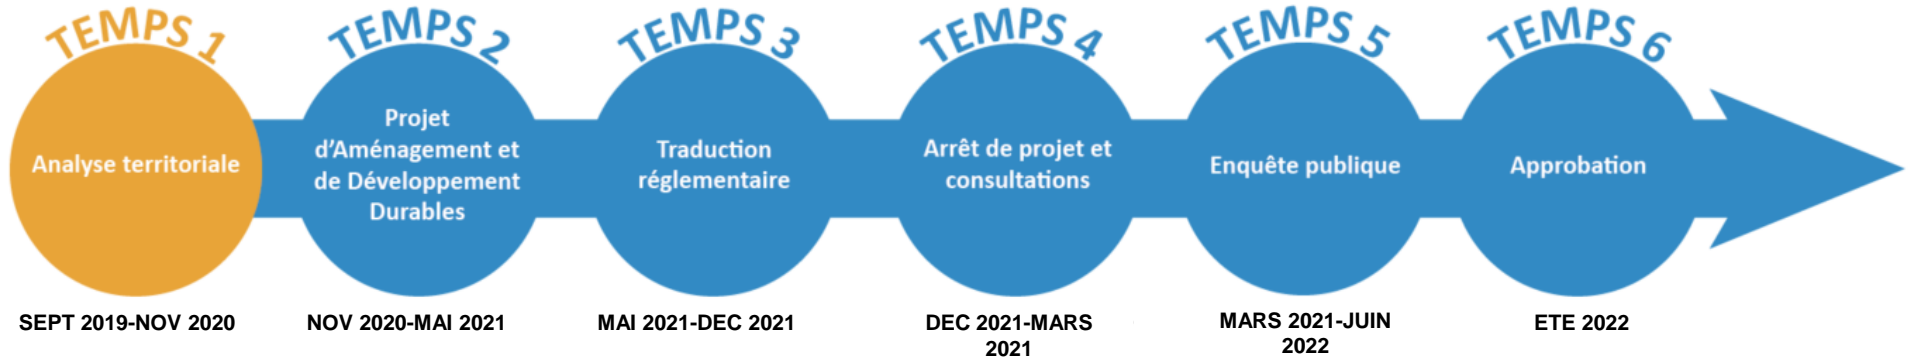 TEMPS 1
Analyse territoriale
SEPT 2019-NOV 2020
TEMPS 2
Projet
d’Aménagement et
de Développement
Durables
NOV 2020-MAI 2021
TEMPS 3
Traduction
réglementaire
MAI 2021-DEC 2021
TEMPS 4
Arrêt de projet et
consultations
DEC 2021-MARS
2021
TEMPS 5
Enquête publique
MARS 2021-JUIN
2022
TEMPS 6
Approbation
ETE 2022